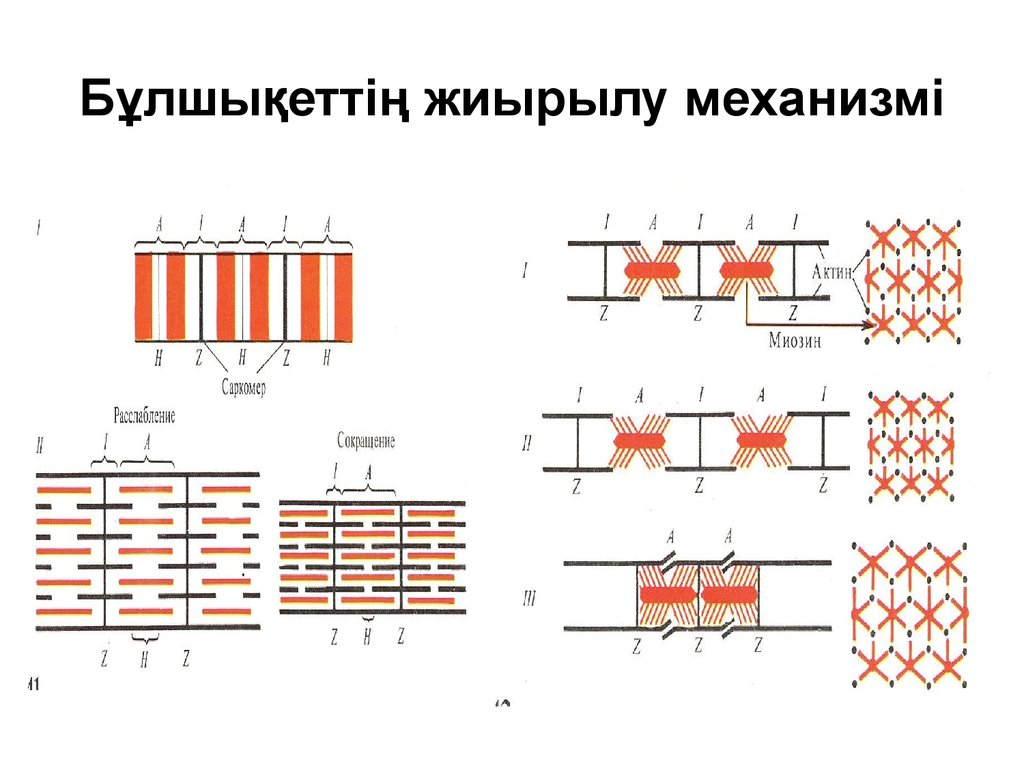 Бұлшықеттің жиырылу механизмі
I
A I A I A
H Z H Z H
Саркомер
Расслабление
II
I A
Z H Z
Сокращение
I A
Z H Z
I
I A I A I
Актин
Z Z Z
Миозин
II
I A I A I
Z Z Z
III
A A
Z Z Z